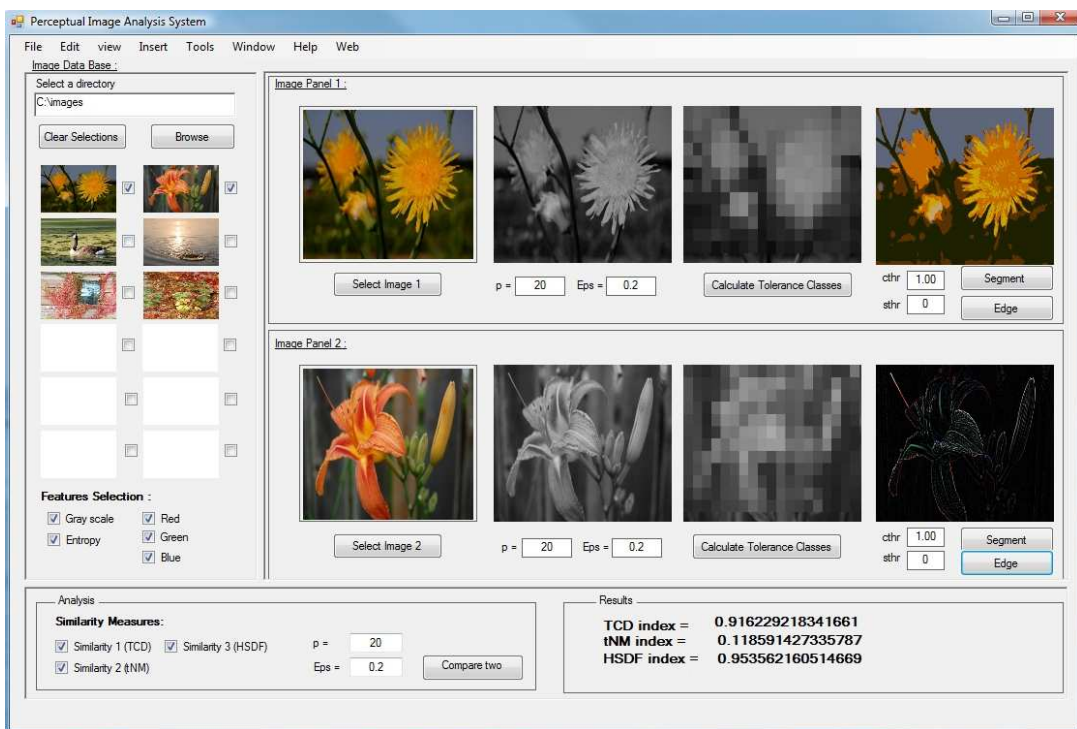 Perceptual Image Analysis System
File Edit view Insert Tools Window Help Web
Image Data Base :
Select a directory
C:\images
Clear Selections Browse
Features Selection :
Gray scale Red
Entropy Green
Blue
Image Panel 1 :
Select Image 1 p = 20 Eps = 0.2 Calculate Tolerance Classes
cthr 1.00 Segment
sthr 0 Edge
Image Panel 2 :
Select Image 2 p = 20 Eps = 0.2 Calculate Tolerance Classes
cthr 1.00 Segment
sthr 0 Edge
Analysis
Similarity Measures:
Similarity 1 (TCD) Similarity 3 (HSDF) p = 20
Similarity 2 (tNM) Eps = 0.2 Compare two
Results
TCD index = 0.916229218341661
tNM index = 0.118591427335787
HSDF index = 0.953562160514669